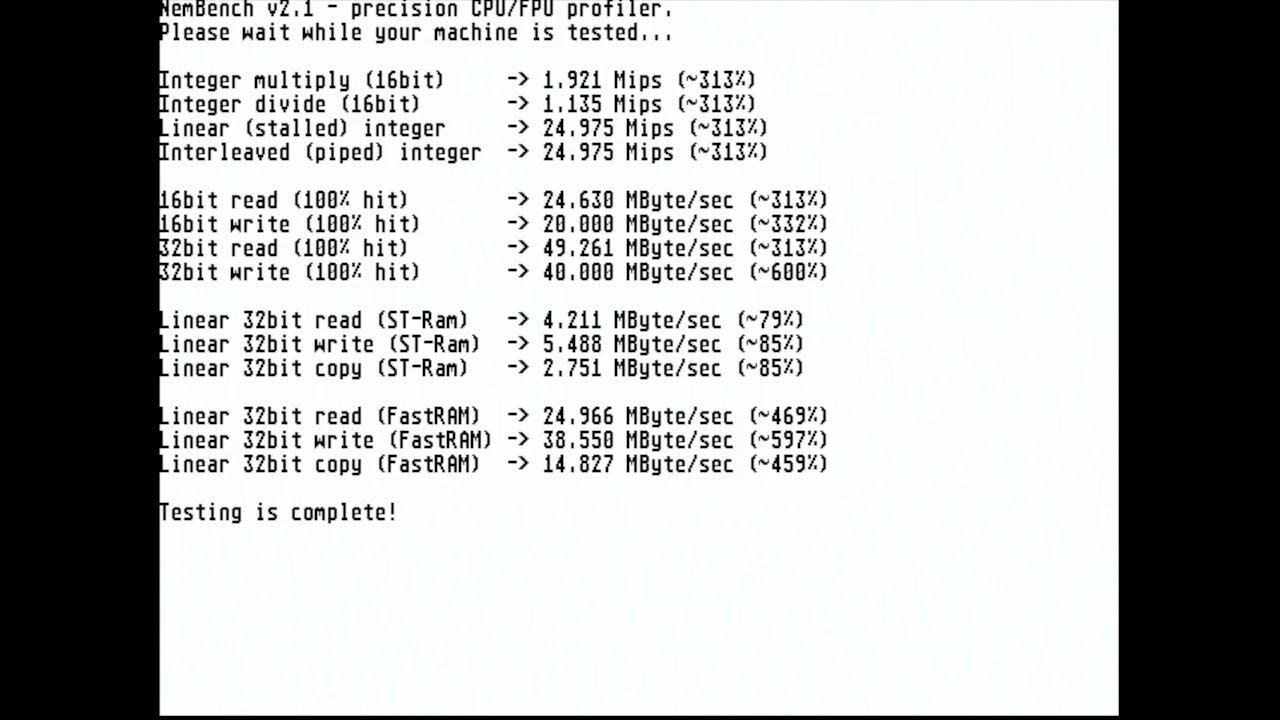 NemBench v2.1 - precision CPU/FPU profiler.
Please wait while your machine is tested...
Integer multiply (16bit) -> 1.921 Mips (~313%)
Integer divide (16bit) -> 1.135 Mips (~313%)
Linear (stalled) integer -> 24.975 Mips (~313%)
Interleaved (piped) integer -> 24.975 Mips (~313%)
16bit read (100% hit) -> 24.630 MByte/sec (~313%)
16bit write (100% hit) -> 20.000 MByte/sec (~332%)
32bit read (100% hit) -> 49.261 MByte/sec (~313%)
32bit write (100% hit) -> 40.000 MByte/sec (~600%)
Linear 32bit read (ST-Ram) -> 4.211 MByte/sec (~79%)
Linear 32bit write (ST-Ram) -> 5.488 MByte/sec (~85%)
Linear 32bit copy (ST-Ram) -> 2.751 MByte/sec (~85%)
Linear 32bit read (FastRAM) -> 24.966 MByte/sec (~469%)
Linear 32bit write (FastRAM) -> 38.550 MByte/sec (~597%)
Linear 32bit copy (FastRAM) -> 14.827 MByte/sec (~459%)
Testing is complete!